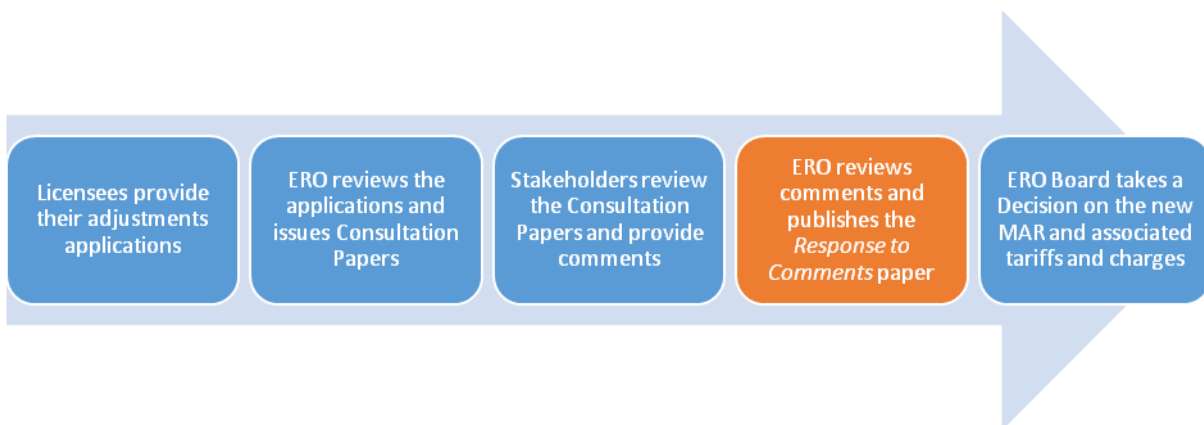 Licensees provide
their adjustments
applications
ERO reviews the
applications and
issues Consultation
Papers
Stakeholders review
the Consultation
Papers and provide
comments
ERO reviews
comments and
publishes the
Response to
Comments paper
ERO Board takes a
Decision on the new
MAR and associated
tariffs and charges